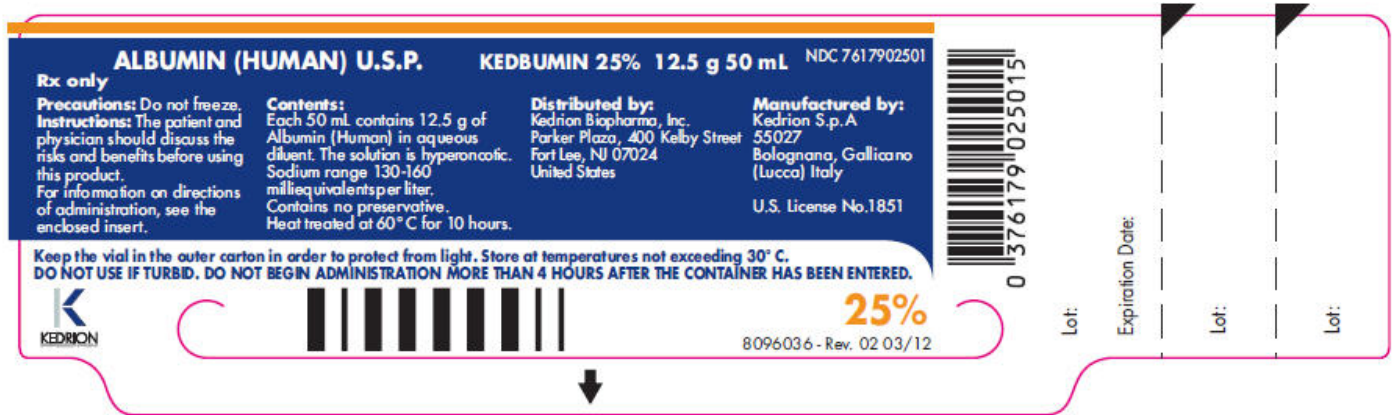 ALBUMIN (HUMAN) U.S.P. KEDBUMIN 25% 12.5 g 50 mL NDC 7617902501
Rx only
Precautions: Do not freeze.
Instructions: The patient and
physician should discuss the
risks and benefits before using
this product.
For information on directions
of administration, see the
enclosed insert.
Contents:
Each 50 mL contains 12.5 g of
Albumin (Human) in aqueous
diluent. The solution is hyperoncotic.
Sodium range 130-160
milliequivalents per liter.
Contains no preservative.
Heat treated at 60°C for 10 hours.
Distributed by:
Kedrion Biopharma, Inc.
Parker Plaza, 400 Kelby Street
Fort Lee, NJ 07024
United States
Manufactured by:
Kedrion S.p.A
55027
Bolognana, Gallicano
(Lucca) Italy
U.S. License No.1851
Keep the vial in the outer carton in order to protect from light. Store at temperatures not exceeding 30° C.
DO NOT USE IF TURBID. DO NOT BEGIN ADMINISTRATION MORE THAN 4 HOURS AFTER THE CONTAINER HAS BEEN ENTERED.
KEDRION
25%
8096036 - Rev. 02 03/12
0 376179 025015
Lot:
Expiration Date:
Lot:
Lot: